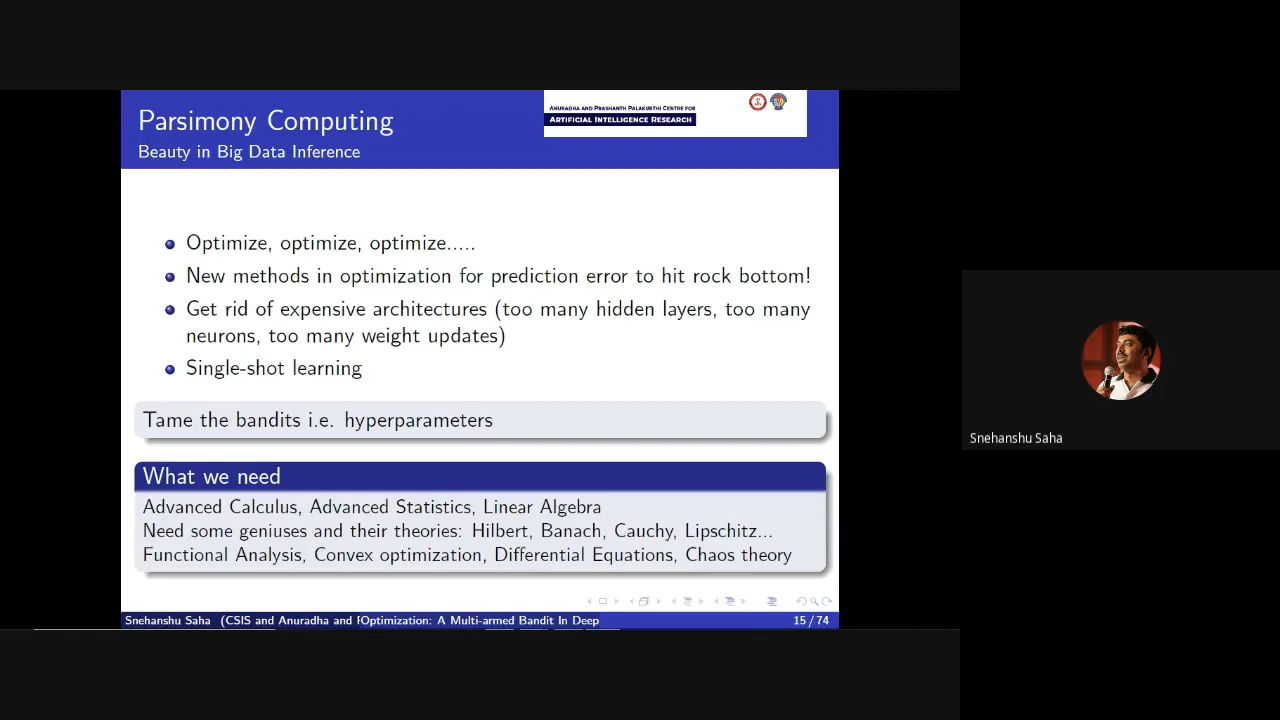 Parsimony Computing
Beauty in Big Data Inference
ANURADHA AND PRASHANTH PALAKURTHI CENTRE FOR
ARTIFICIAL INTELLIGENCE RESEARCH
Optimize, optimize, optimize.....
New methods in optimization for prediction error to hit rock bottom!
Get rid of expensive architectures (too many hidden layers, too many
neurons, too many weight updates)
Single-shot learning
Tame the bandits i.e. hyperparameters
What we need
Advanced Calculus, Advanced Statistics, Linear Algebra
Need some geniuses and their theories: Hilbert, Banach, Cauchy, Lipschitz...
Functional Analysis, Convex optimization, Differential Equations, Chaos theory
Snehanshu Saha (CSIS and Anuradha and Optimization: A Multi-armed Bandit In Deep 15 / 74
Snehanshu Saha